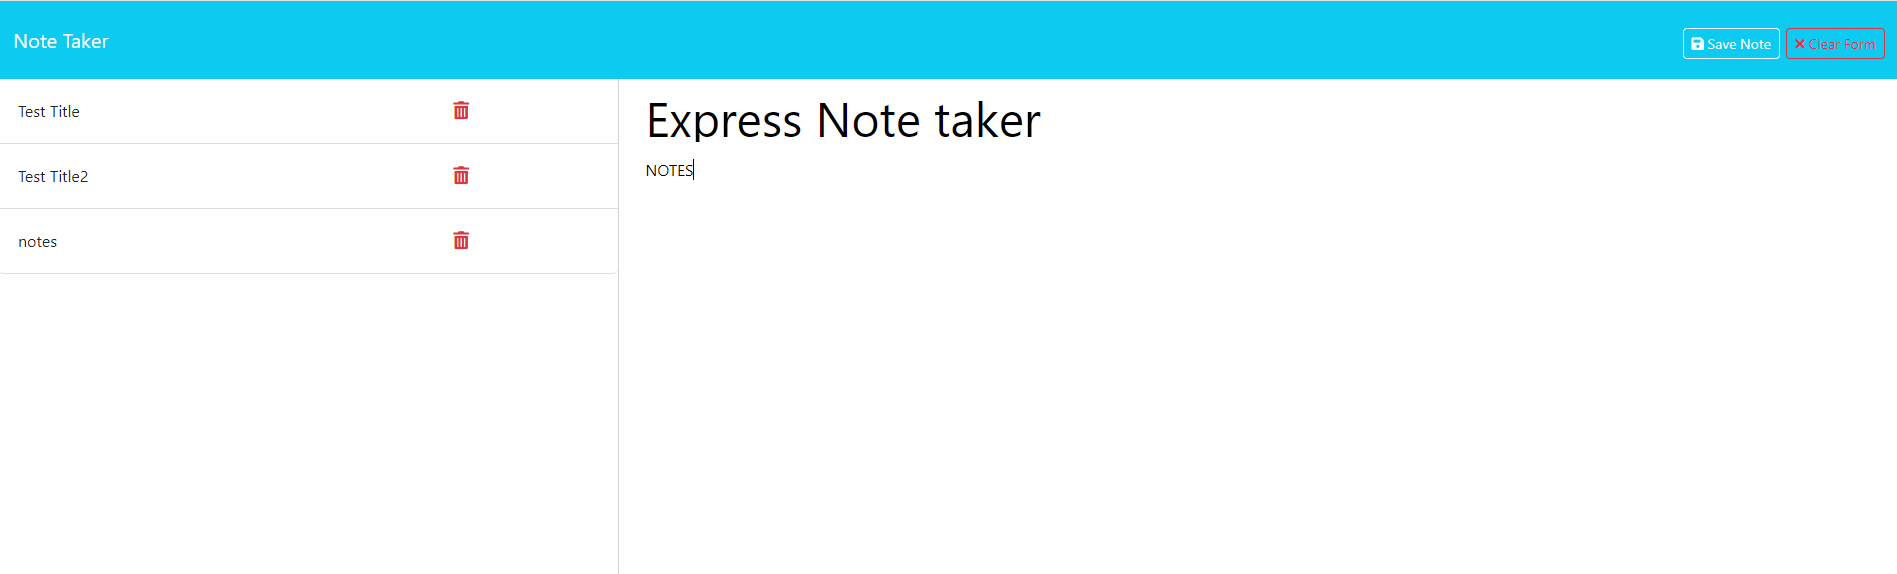 Note Taker
Save Note
Clear Form
Test Title
Test Title2
notes
Express Note taker
NOTES